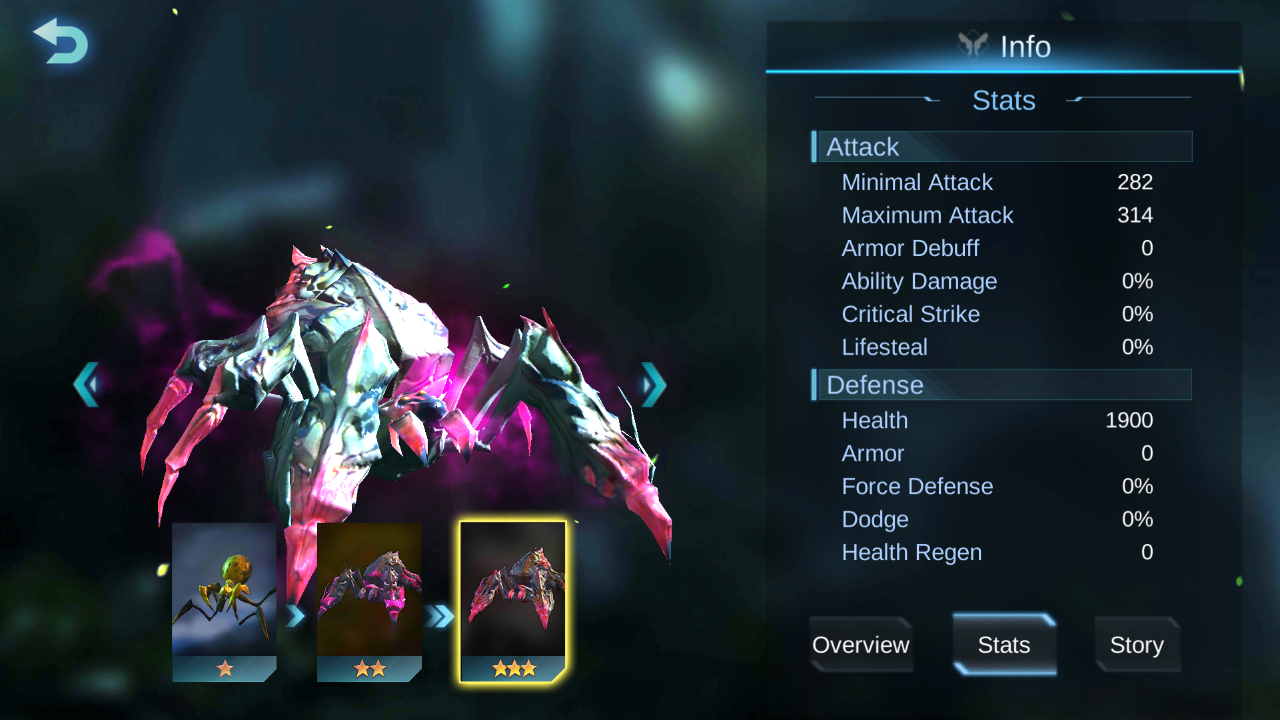 Info
Stats
Attack
Minimal Attack 282
Maximum Attack 314
Armor Debuff 0
Ability Damage 0%
Critical Strike 0%
Lifesteal 0%
Defense
Health 1900
Armor 0
Force Defense 0%
Dodge 0%
Health Regen 0
Overview Stats Story